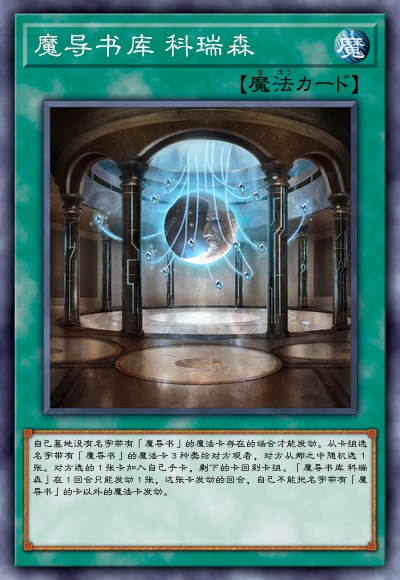 魔导书库 科瑞森
魔
【魔法カード】
ま ほう
自己墓地没有名字带有「魔导书」的魔法卡存在的场合才能发动。从卡组选
名字带有「魔导书」的魔法卡3种类给对方观看，对方从那之中随机选1
张。对方选的1张卡加入自己手卡，剩下的卡回到卡组。「魔导书库 科瑞
森」在1回合只能发动1张，这张卡发动的回合，自己不能把名字带有「魔
导书」的卡以外的魔法卡发动。